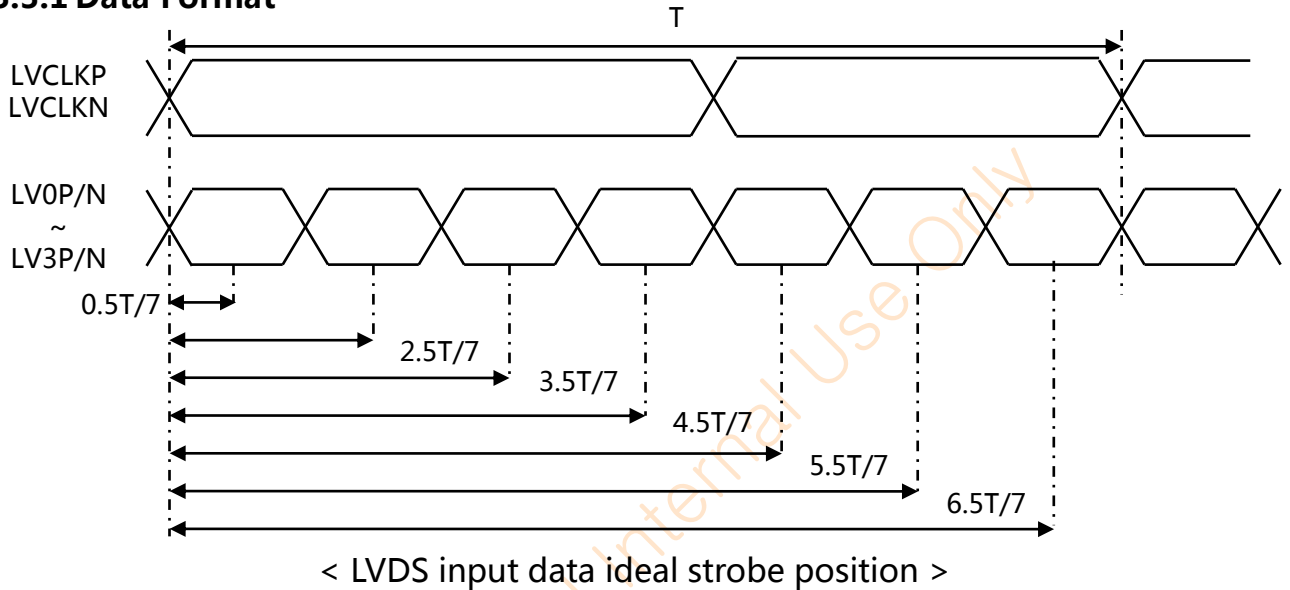 T
LVCLKP
LVCLKN
LV0P/N
~
LV3P/N
0.5T/7
2.5T/7
3.5T/7
4.5T/7
5.5T/7
6.5T/7
Internal Use Only
< LVDS input data ideal strobe position >